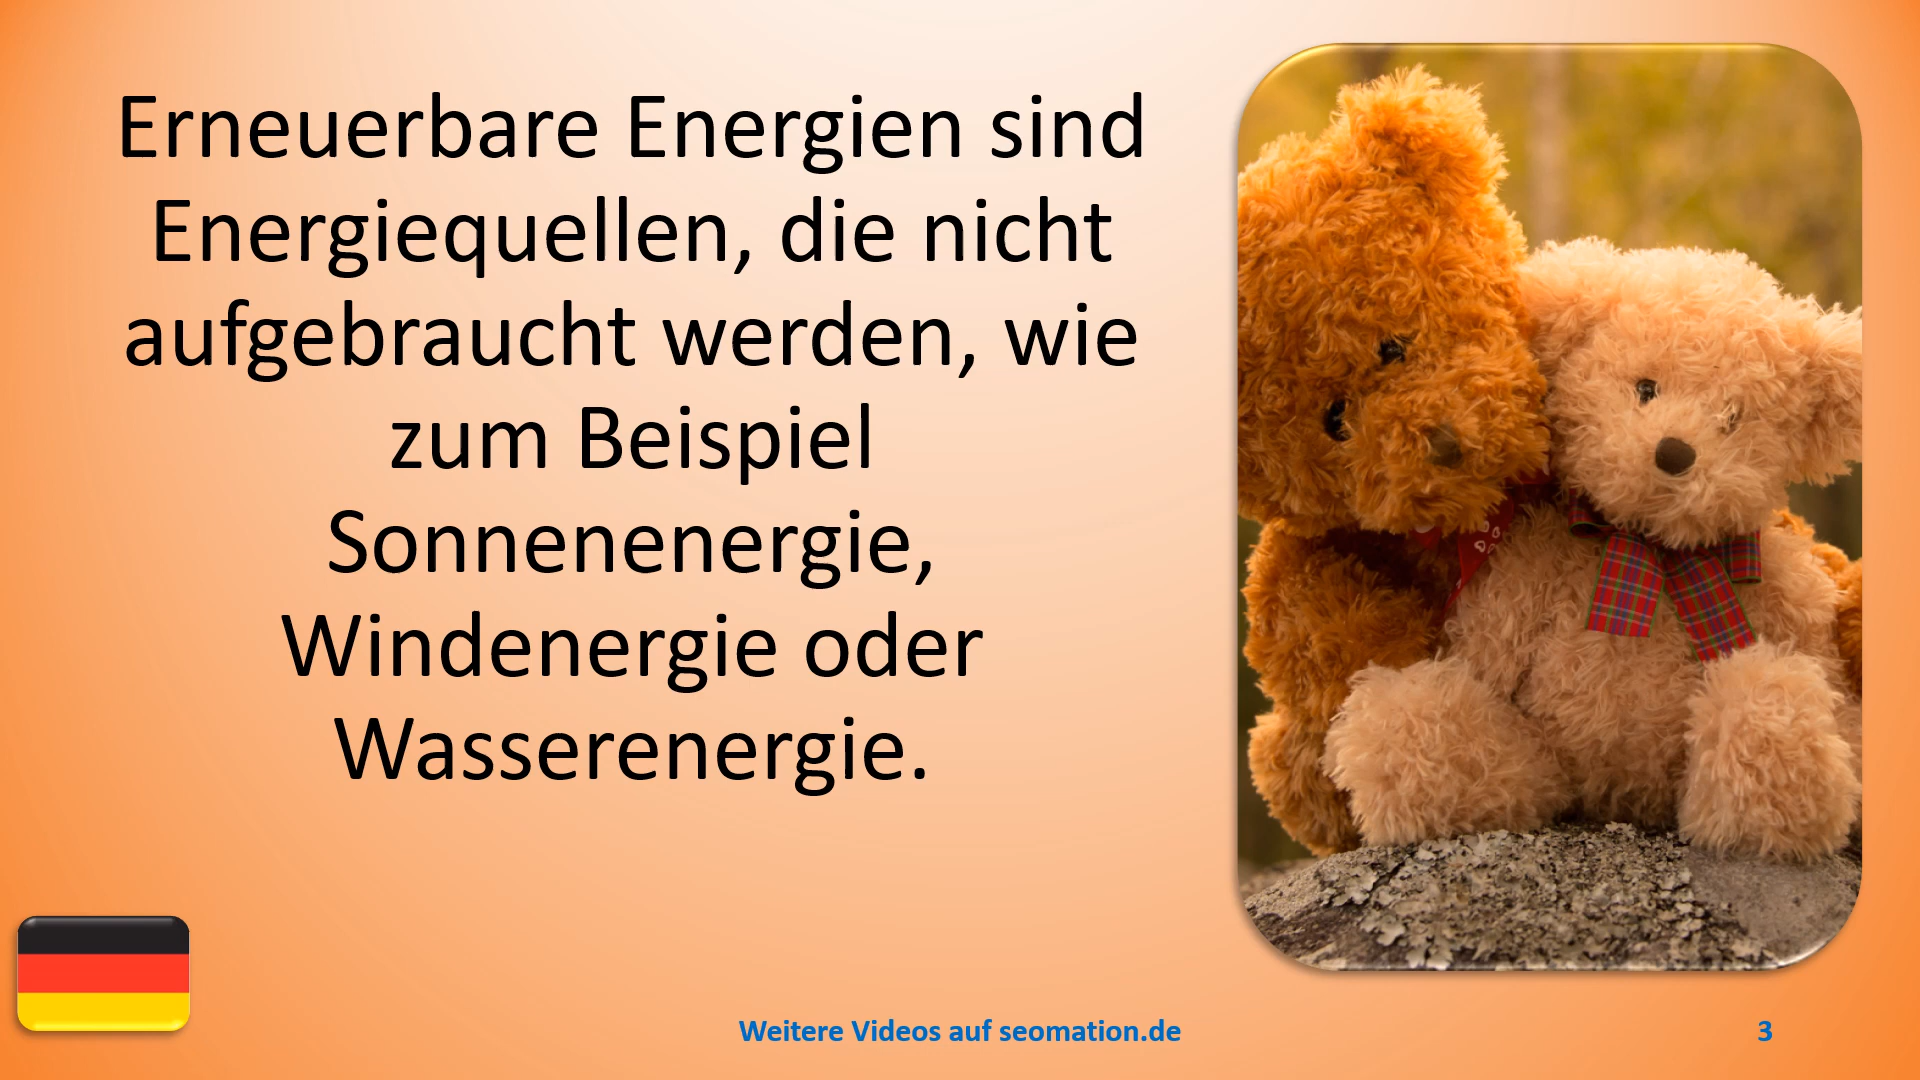 Erneuerbare Energien sind
Energiequellen, die nicht
aufgebraucht werden, wie
zum Beispiel
Sonnenenergie,
Windenergie oder
Wasserenergie.
Weitere Videos auf seomation.de
3